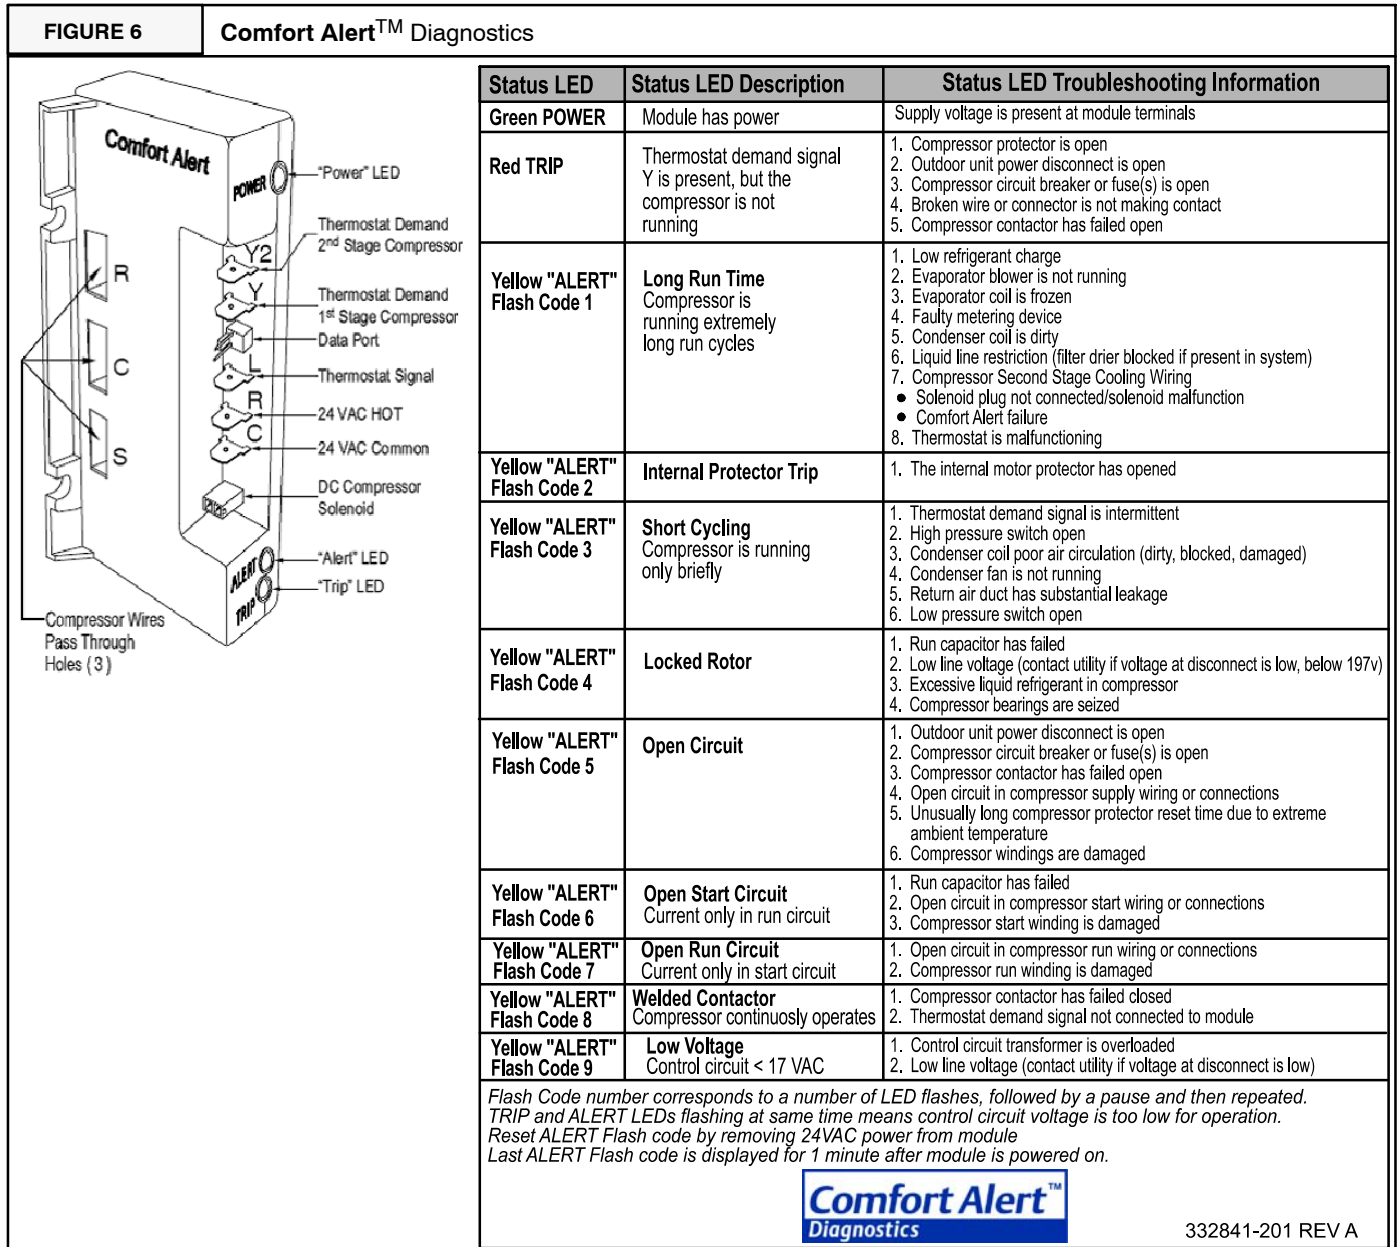 FIGURE 6
Comfort Alert™ Diagnostics
Comfort Alert
POWER
"Power" LED
Thermostat Demand
2nd Stage Compressor
Y2
Y
Thermostat Demand
1st Stage Compressor
Data Port
L
Thermostat Signal
R
24 VAC HOT
C
24 VAC Common
DC Compressor
Solenoid
R
C
S
ALERT
"Alert" LED
TRIP
"Trip" LED
Compressor Wires
Pass Through
Holes (3)
Status LED
Status LED Description
Status LED Troubleshooting Information
Green POWER
Module has power
Supply voltage is present at module terminals
Red TRIP
Thermostat demand signal
Y is present, but the
compressor is not
running
1. Compressor protector is open
2. Outdoor unit power disconnect is open
3. Compressor circuit breaker or fuse(s) is open
4. Broken wire or connector is not making contact
5. Compressor contactor has failed open
Yellow "ALERT"
Flash Code 1
Long Run Time
Compressor is
running extremely
long run cycles
1. Low refrigerant charge
2. Evaporator blower is not running
3. Evaporator coil is frozen
4. Faulty metering device
5. Condenser coil is dirty
6. Liquid line restriction (filter drier blocked if present in system)
7. Compressor Second Stage Cooling Wiring
● Solenoid plug not connected/solenoid malfunction
● Comfort Alert failure
8. Thermostat is malfunctioning
Yellow "ALERT"
Flash Code 2
Internal Protector Trip
1. The internal motor protector has opened
Yellow "ALERT"
Flash Code 3
Short Cycling
Compressor is running
only briefly
1. Thermostat demand signal is intermittent
2. High pressure switch open
3. Condenser coil poor air circulation (dirty, blocked, damaged)
4. Condenser fan is not running
5. Return air duct has substantial leakage
6. Low pressure switch open
Yellow "ALERT"
Flash Code 4
Locked Rotor
1. Run capacitor has failed
2. Low line voltage (contact utility if voltage at disconnect is low, below 197v)
3. Excessive liquid refrigerant in compressor
4. Compressor bearings are seized
Yellow "ALERT"
Flash Code 5
Open Circuit
1. Outdoor unit power disconnect is open
2. Compressor circuit breaker or fuse(s) is open
3. Compressor contactor has failed open
4. Open circuit in compressor supply wiring or connections
5. Unusually long compressor protector reset time due to extreme
ambient temperature
6. Compressor windings are damaged
Yellow "ALERT"
Flash Code 6
Open Start Circuit
Current only in run circuit
1. Run capacitor has failed
2. Open circuit in compressor start wiring or connections
3. Compressor start winding is damaged
Yellow "ALERT"
Flash Code 7
Open Run Circuit
Current only in start circuit
1. Open circuit in compressor run wiring or connections
2. Compressor run winding is damaged
Yellow "ALERT"
Flash Code 8
Welded Contactor
Compressor continuosly operates
1. Compressor contactor has failed closed
2. Thermostat demand signal not connected to module
Yellow "ALERT"
Flash Code 9
Low Voltage
Control circuit < 17 VAC
1. Control circuit transformer is overloaded
2. Low line voltage (contact utility if voltage at disconnect is low)
Flash Code number corresponds to a number of LED flashes, followed by a pause and then repeated.
TRIP and ALERT LEDs flashing at same time means control circuit voltage is too low for operation.
Reset ALERT Flash code by removing 24VAC power from module
Last ALERT Flash code is displayed for 1 minute after module is powered on.
Comfort Alert™
Diagnostics
332841-201 REV A